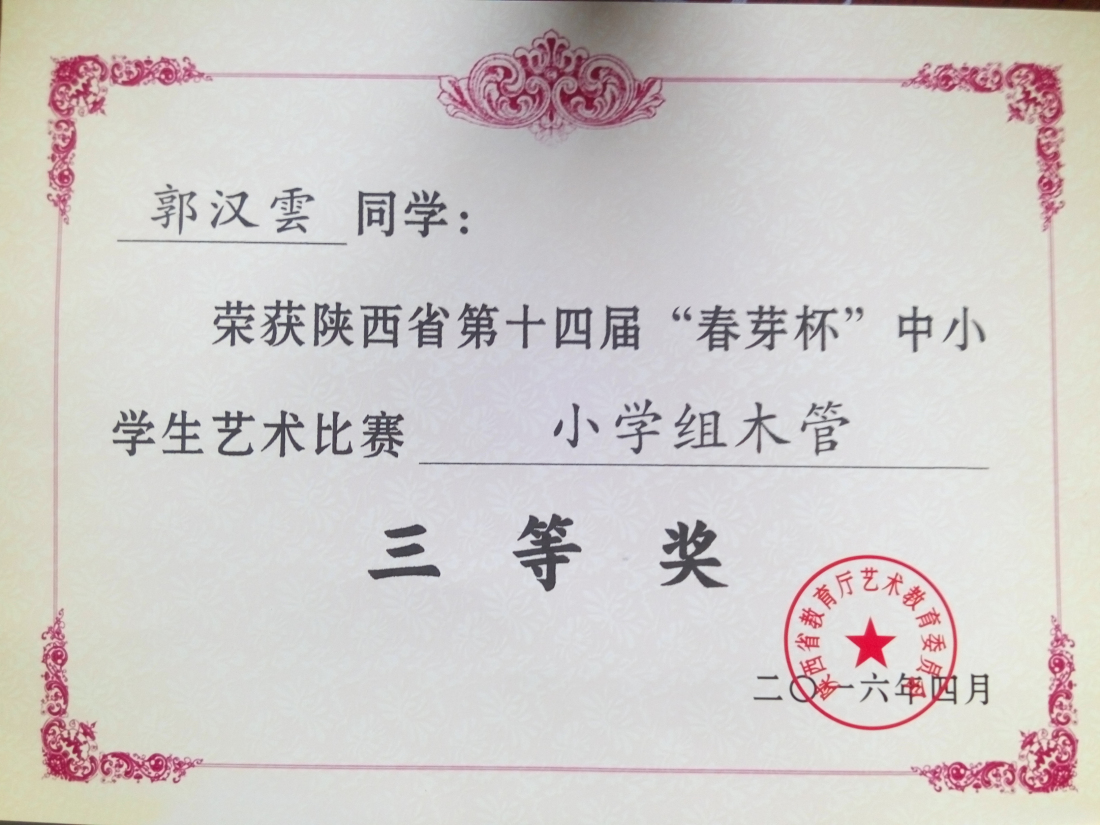 郭汉雲 同学：
荣获陕西省第十四届“春芽杯”中小
学生艺术比赛 小学组木管
三等奖
陕西省教育厅艺术教育委员会
二〇一六年四月